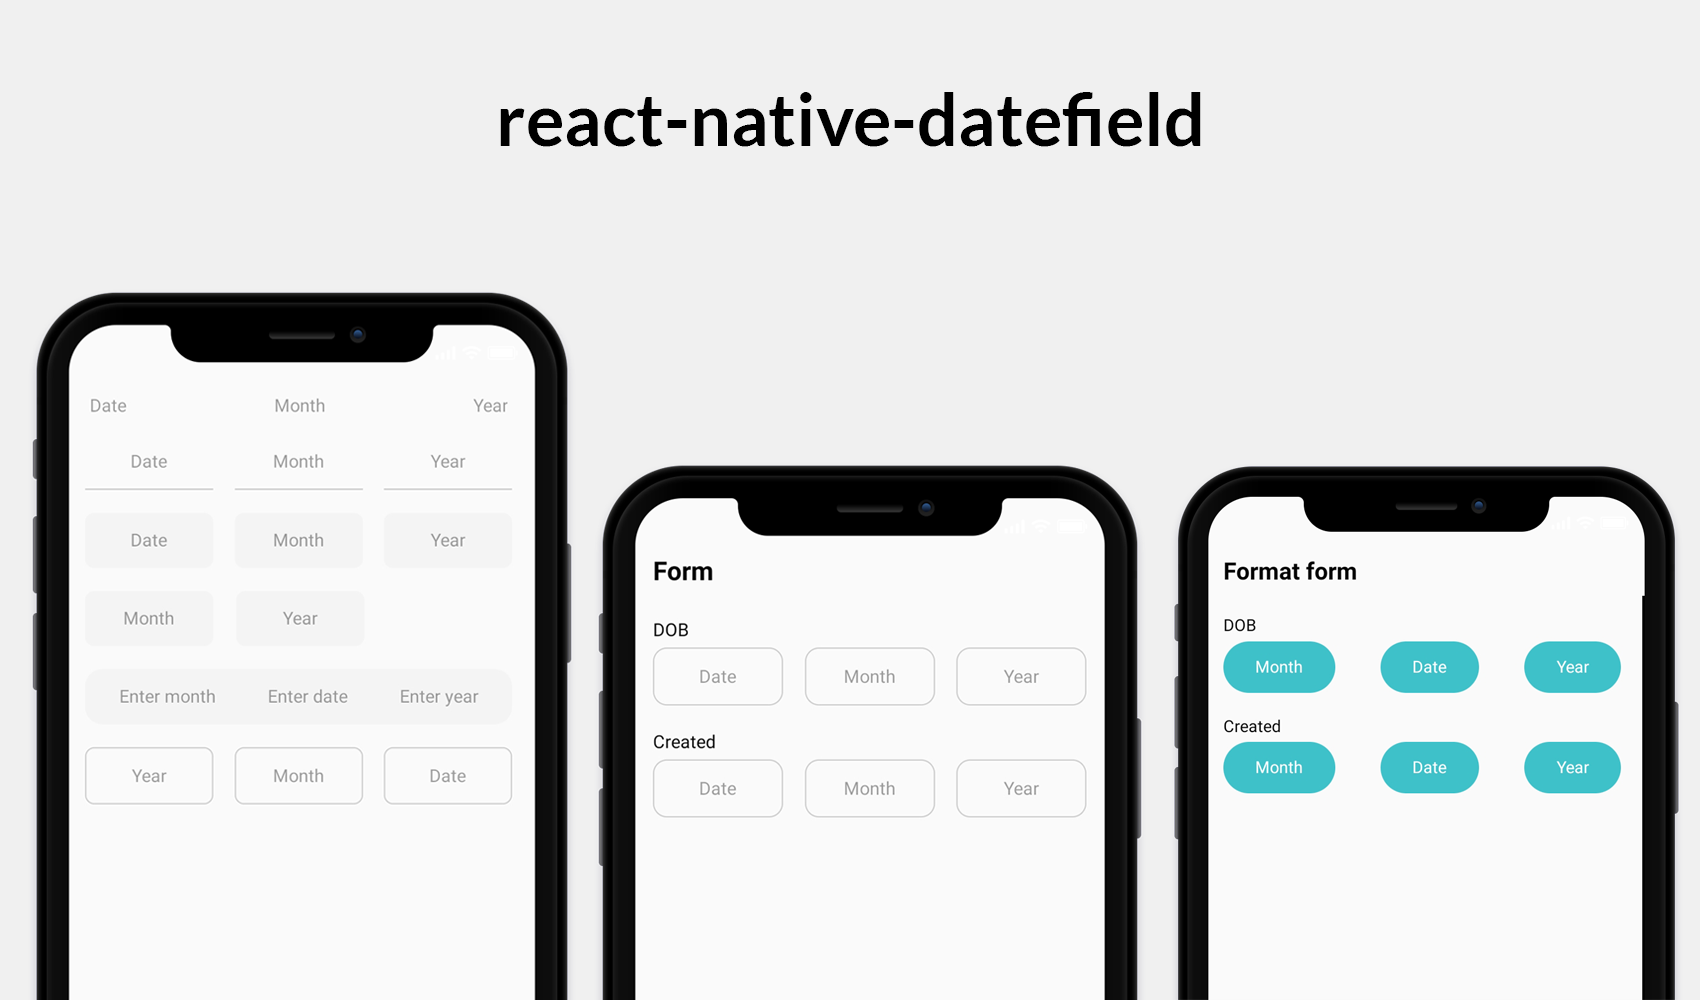 react-native-datefield
Date Month Year
Date Month Year
Date Month Year
Month Year
Enter month Enter date Enter year
Year Month Date
Form
DOB
Date Month Year
Created
Date Month Year
Format form
DOB
Month Date Year
Created
Month Date Year